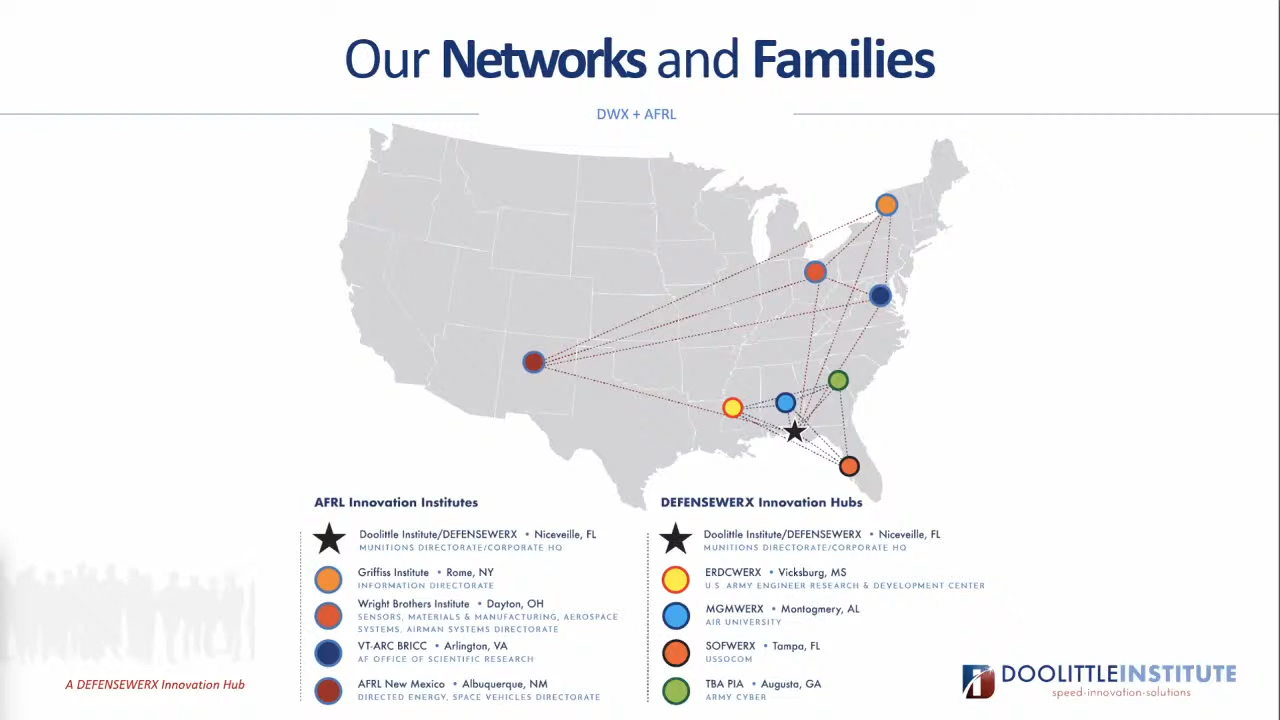 Our Networks and Families
DWX + AFRL
AFRL Innovation Institutes
Doolittle Institute/DEFENSEWERX • Niceveille, FL
MUNITIONS DIRECTORATE/CORPORATE HQ
Griffiss Institute • Rome, NY
INFORMATION DIRECTORATE
Wright Brothers Institute • Dayton, OH
SENSORS, MATERIALS & MANUFACTURING, AEROSPACE
SYSTEMS, AIRMAN SYSTEMS DIRECTORATE
VT-ARC BRICC • Arlington, VA
AF OFFICE OF SCIENTIFIC RESEARCH
AFRL New Mexico • Albuquerque, NM
DIRECTED ENERGY, SPACE VEHICLES DIRECTORATE
DEFENSEWERX Innovation Hubs
Doolittle Institute/DEFENSEWERX • Niceveille, FL
MUNITIONS DIRECTORATE/CORPORATE HQ
ERDCWERX • Vicksburg, MS
U.S. ARMY ENGINEER RESEARCH & DEVELOPMENT CENTER
MGMWERX • Montogmery, AL
AIR UNIVERSITY
SOFWERX • Tampa, FL
USSOCOM
TBA PIA • Augusta, GA
ARMY CYBER
A DEFENSEWERX Innovation Hub
DOOLITTLEINSTITUTE
speed-innovation-solutions